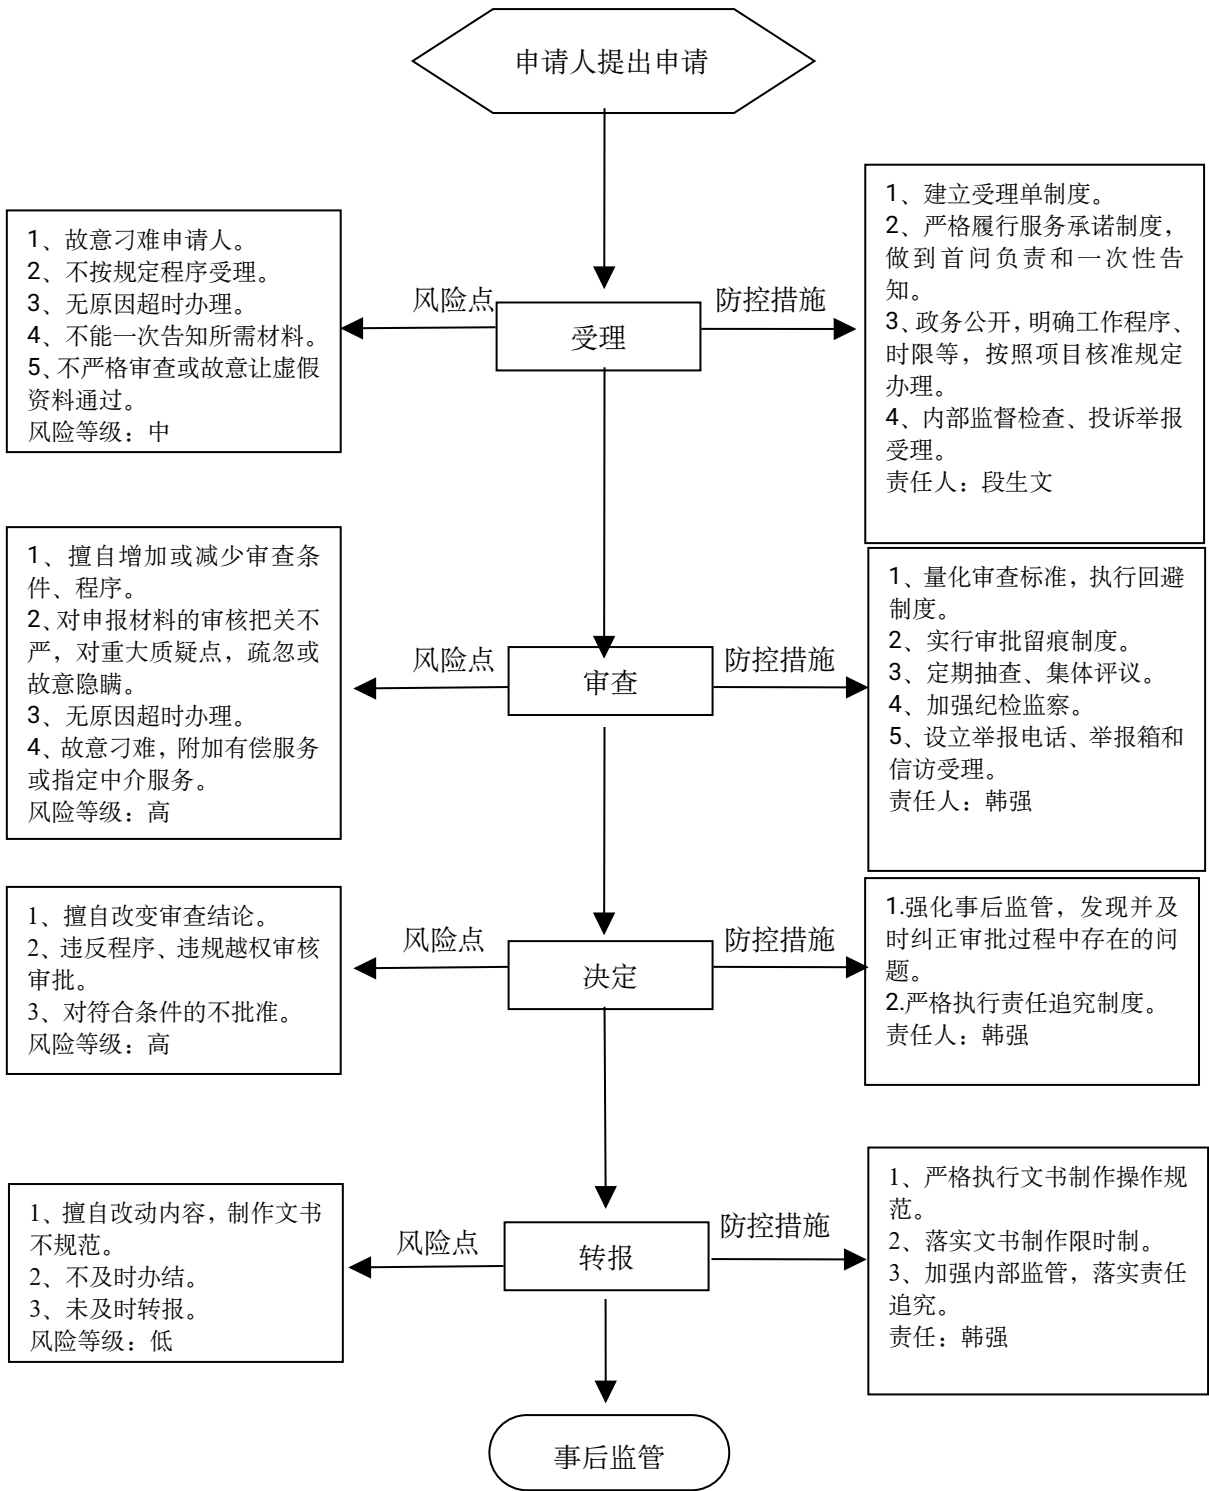 申请人提出申请
1、故意刁难申请人。
2、不按规定程序受理。
3、无原因超时办理。
4、不能一次告知所需材料。
5、不严格审查或故意让虚假
资料通过。
风险等级：中
风险点
受理
防控措施
1、建立受理单制度。
2、严格履行服务承诺制度，
做到首问负责和一次性告
知。
3、政务公开，明确工作程序、
时限等，按照项目核准规定
办理。
4、内部监督检查、投诉举报
受理。
责任人：段生文
1、擅自增加或减少审查条
件、程序。
2、对申报材料的审核把关不
严，对重大质疑点，疏忽或
故意隐瞒。
3、无原因超时办理。
4、故意刁难，附加有偿服务
或指定中介服务。
风险等级：高
风险点
审查
防控措施
1、量化审查标准，执行回避
制度。
2、实行审批留痕制度。
3、定期抽查、集体评议。
4、加强纪检监察。
5、设立举报电话、举报箱和
信访受理。
责任人：韩强
1、擅自改变审查结论。
2、违反程序、违规越权审核
审批。
3、对符合条件的不批准。
风险等级：高
风险点
决定
防控措施
1.强化事后监管，发现并及
时纠正审批过程中存在的问
题。
2.严格执行责任追究制度。
责任人：韩强
1、擅自改动内容，制作文书
不规范。
2、不及时办结。
3、未及时转报。
风险等级：低
风险点
转报
防控措施
1、严格执行文书制作操作规
范。
2、落实文书制作限时制。
3、加强内部监管，落实责任
追究。
责任：韩强
事后监管